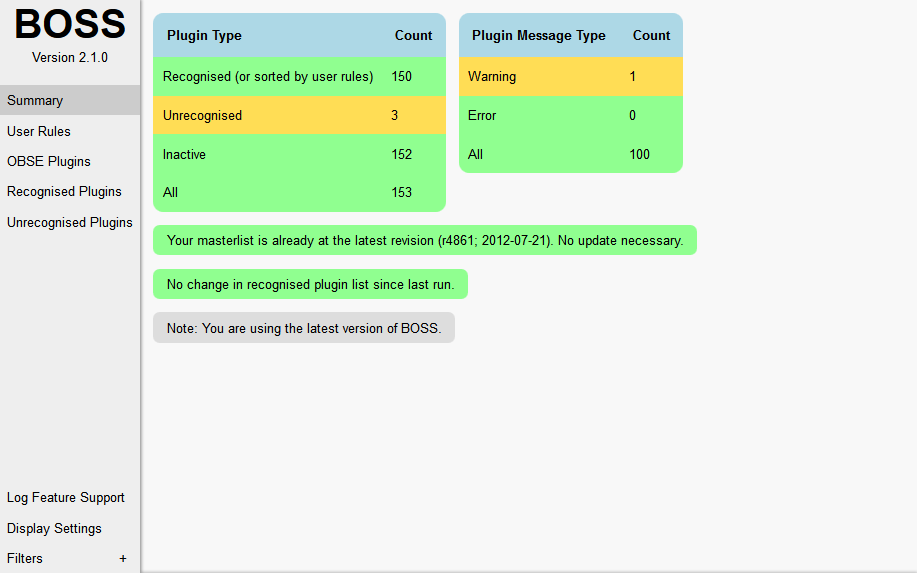 BOSS
Version 2.1.0
Summary
User Rules
OBSE Plugins
Recognised Plugins
Unrecognised Plugins
Log Feature Support
Display Settings
Filters +
Plugin Type Count
Recognised (or sorted by user rules) 150
Unrecognised 3
Inactive 152
All 153
Plugin Message Type Count
Warning 1
Error 0
All 100
Your masterlist is already at the latest revision (r4861; 2012-07-21). No update necessary.
No change in recognised plugin list since last run.
Note: You are using the latest version of BOSS.